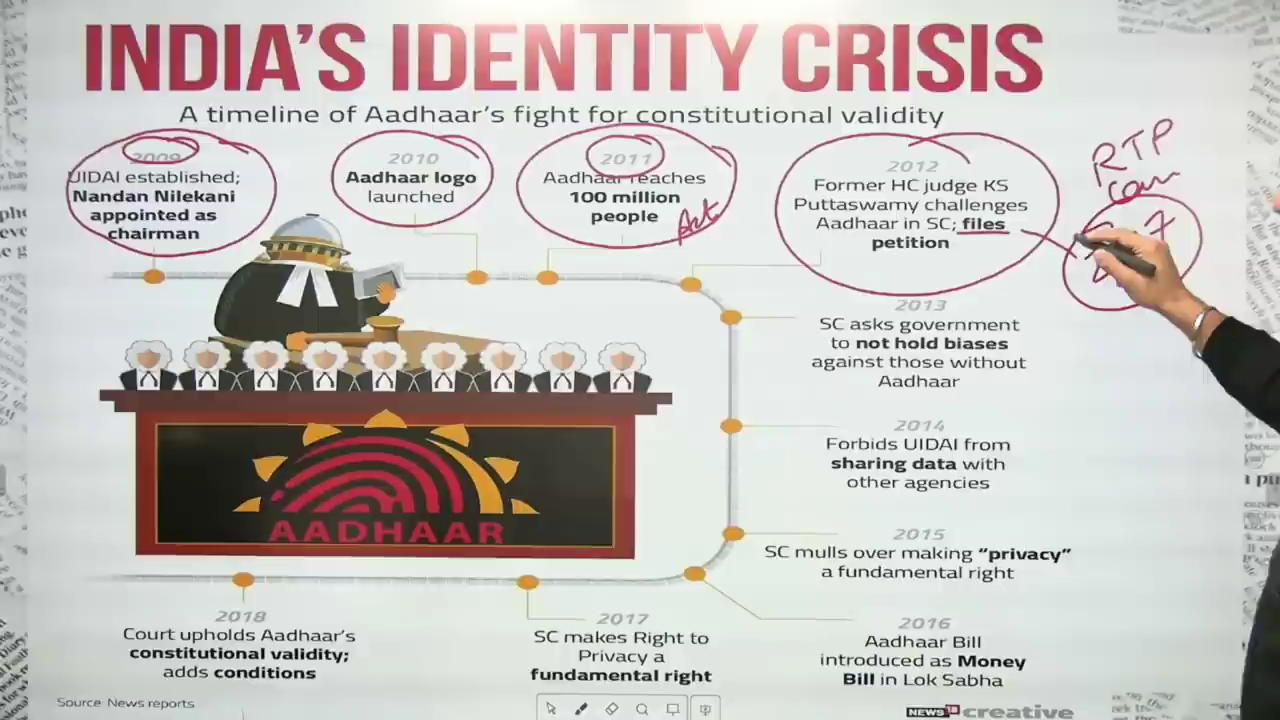 INDIA'S IDENTITY CRISIS
A timeline of Aadhaar's fight for constitutional validity
2009
UIDAI established;
Nandan Nilekani
appointed as
chairman
2010
Aadhaar logo
launched
2011
Aadhaar reaches
100 million
people
Act
2012
Former HC judge KS
Puttaswamy challenges
Aadhaar in SC; files
petition
RTP
2013
SC asks government
to not hold biases
against those without
Aadhaar
2014
Forbids UIDAI from
sharing data with
other agencies
2015
SC mulls over making "privacy"
a fundamental right
2016
Aadhaar Bill
introduced as Money
Bill in Lok Sabha
2017
SC makes Right to
Privacy a
fundamental right
2018
Court upholds Aadhaar's
constitutional validity;
adds conditions
AADHAAR
Source: News reports
NEWS18 creative